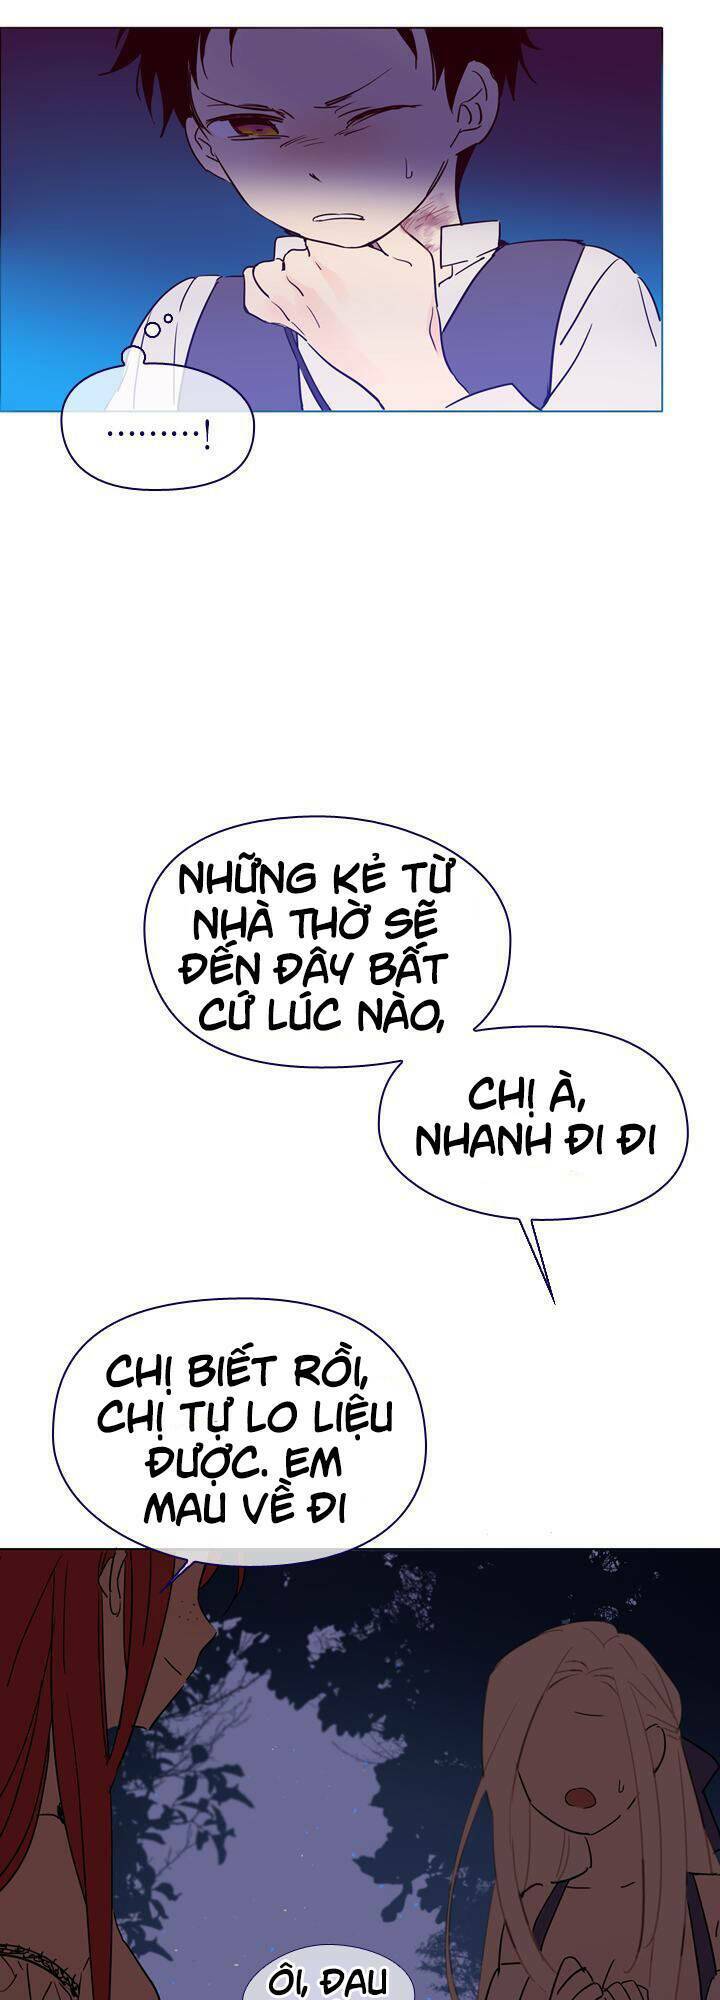 ………!
NHỮNG KẺ TỪ
NHÀ THỜ SẼ
ĐẾN ĐÂY BẤT
CỨ LÚC NÀO,
CHỊ À,
NHANH ĐI ĐI
CHỊ BIẾT RỒI,
CHỊ TỰ LO LIỆU
ĐƯỢC. EM
MAU VỀ ĐI
ÔI, ĐAU